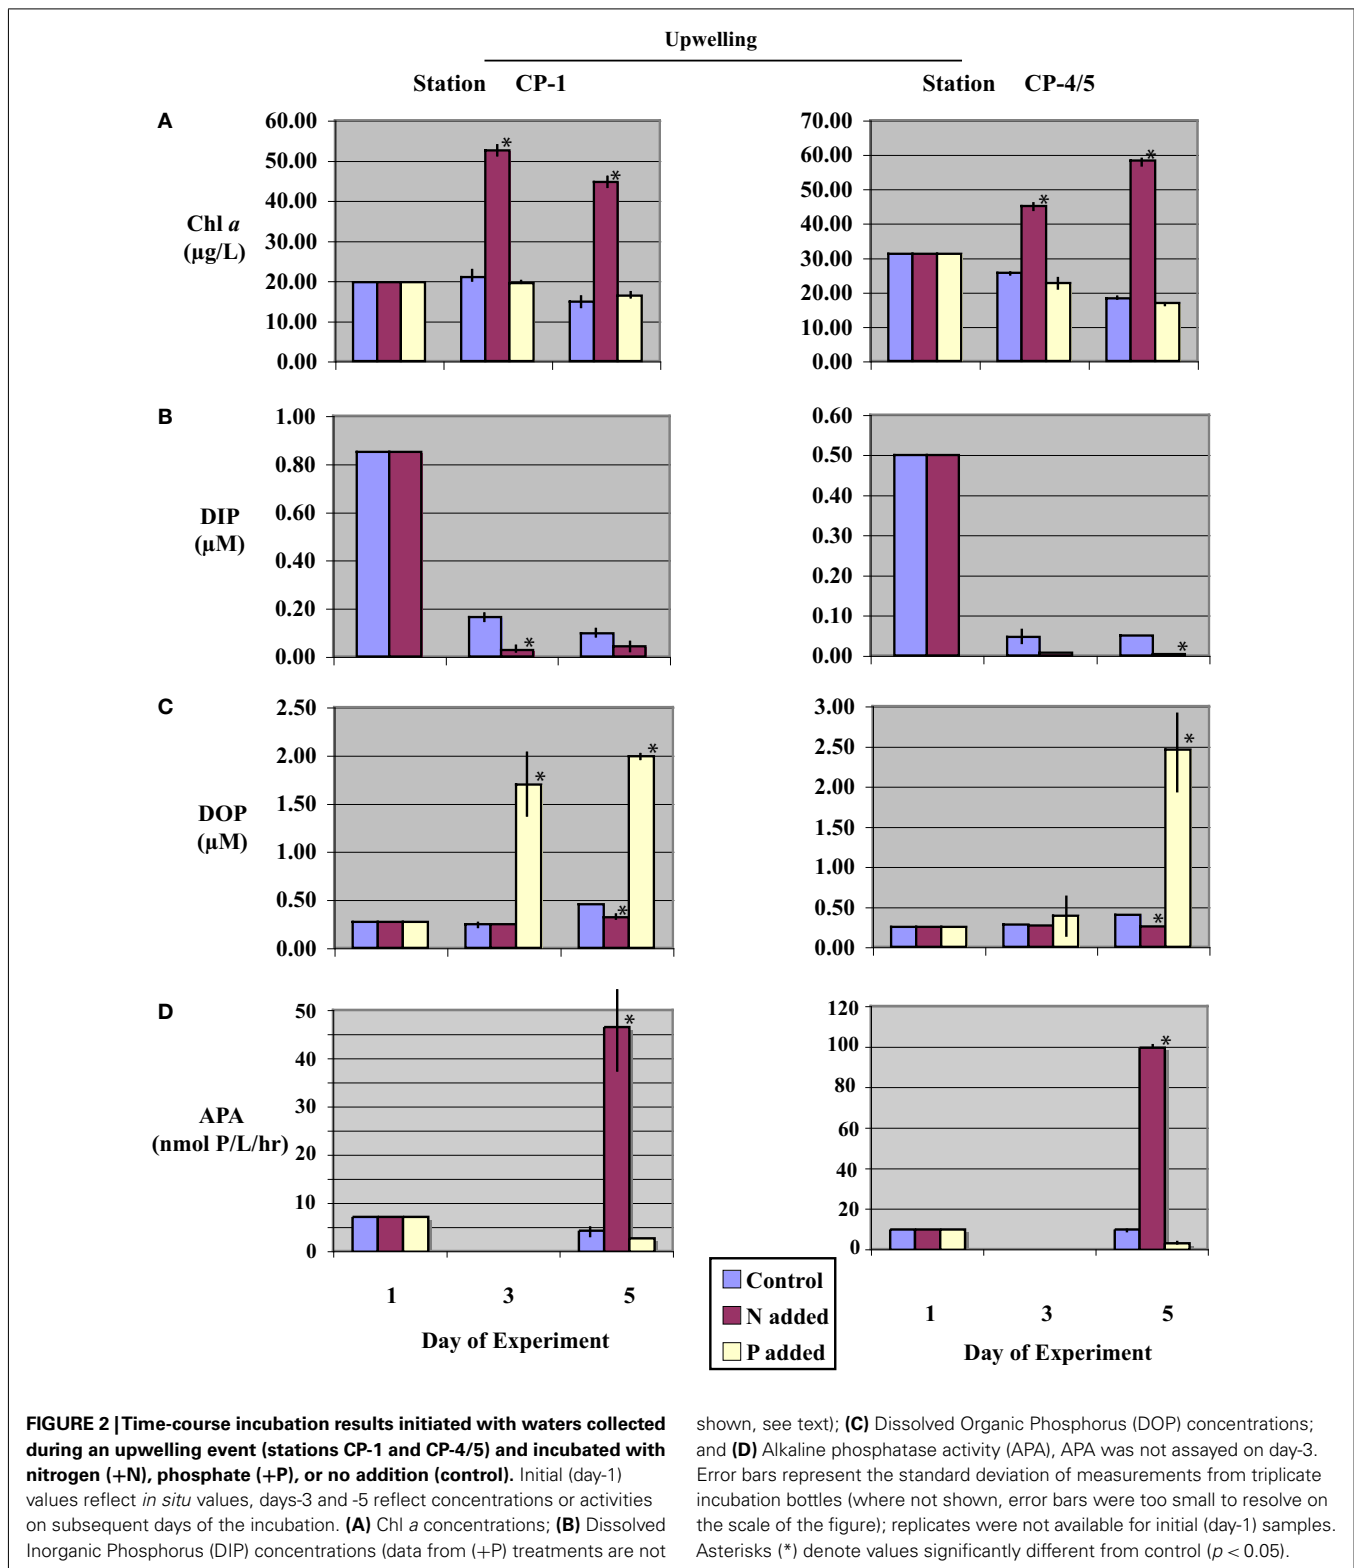 Upwelling
Station CP-1
Station CP-4/5
A
60.00
50.00
40.00
30.00
20.00
10.00
0.00
Chl a
(µg/L)
*
*
70.00
60.00
50.00
40.00
30.00
20.00
10.00
0.00
*
*
B
1.00
0.80
0.60
0.40
0.20
0.00
DIP
(µM)
*
0.60
0.50
0.40
0.30
0.20
0.10
0.00
*
C
2.50
2.00
1.50
1.00
0.50
0.00
DOP
(µM)
*
*
*
3.00
2.50
2.00
1.50
1.00
0.50
0.00
*
*
D
50
40
30
20
10
0
APA
(nmol P/L/hr)
*
120
100
80
60
40
20
0
*
1 3 5
Day of Experiment
Control
N added
P added
1 3 5
Day of Experiment
FIGURE 2 | Time-course incubation results initiated with waters collected
during an upwelling event (stations CP-1 and CP-4/5) and incubated with
nitrogen (+N), phosphate (+P), or no addition (control). Initial (day-1)
values reflect in situ values, days-3 and -5 reflect concentrations or activities
on subsequent days of the incubation. (A) Chl a concentrations; (B) Dissolved
Inorganic Phosphorus (DIP) concentrations (data from (+P) treatments are not
shown, see text); (C) Dissolved Organic Phosphorus (DOP) concentrations;
and (D) Alkaline phosphatase activity (APA), APA was not assayed on day-3.
Error bars represent the standard deviation of measurements from triplicate
incubation bottles (where not shown, error bars were too small to resolve on
the scale of the figure); replicates were not available for initial (day-1) samples.
Asterisks (*) denote values significantly different from control (p < 0.05).